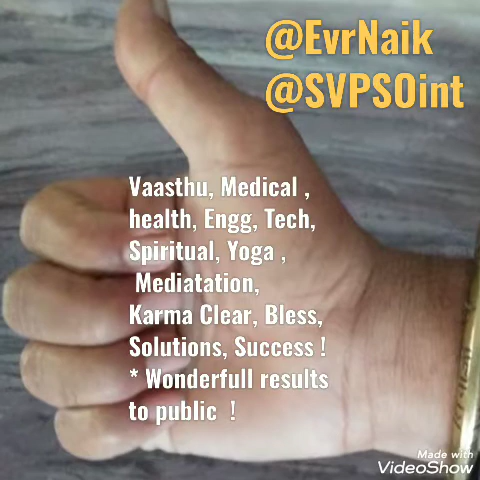 @EvrNaik
@SVPSOint
Vaasthu, Medical ,
health, Engg, Tech,
Spiritual, Yoga ,
Mediatation,
Karma Clear, Bless,
Solutions, Success !
* Wonderfull results
to public !
Made with
VideoShow